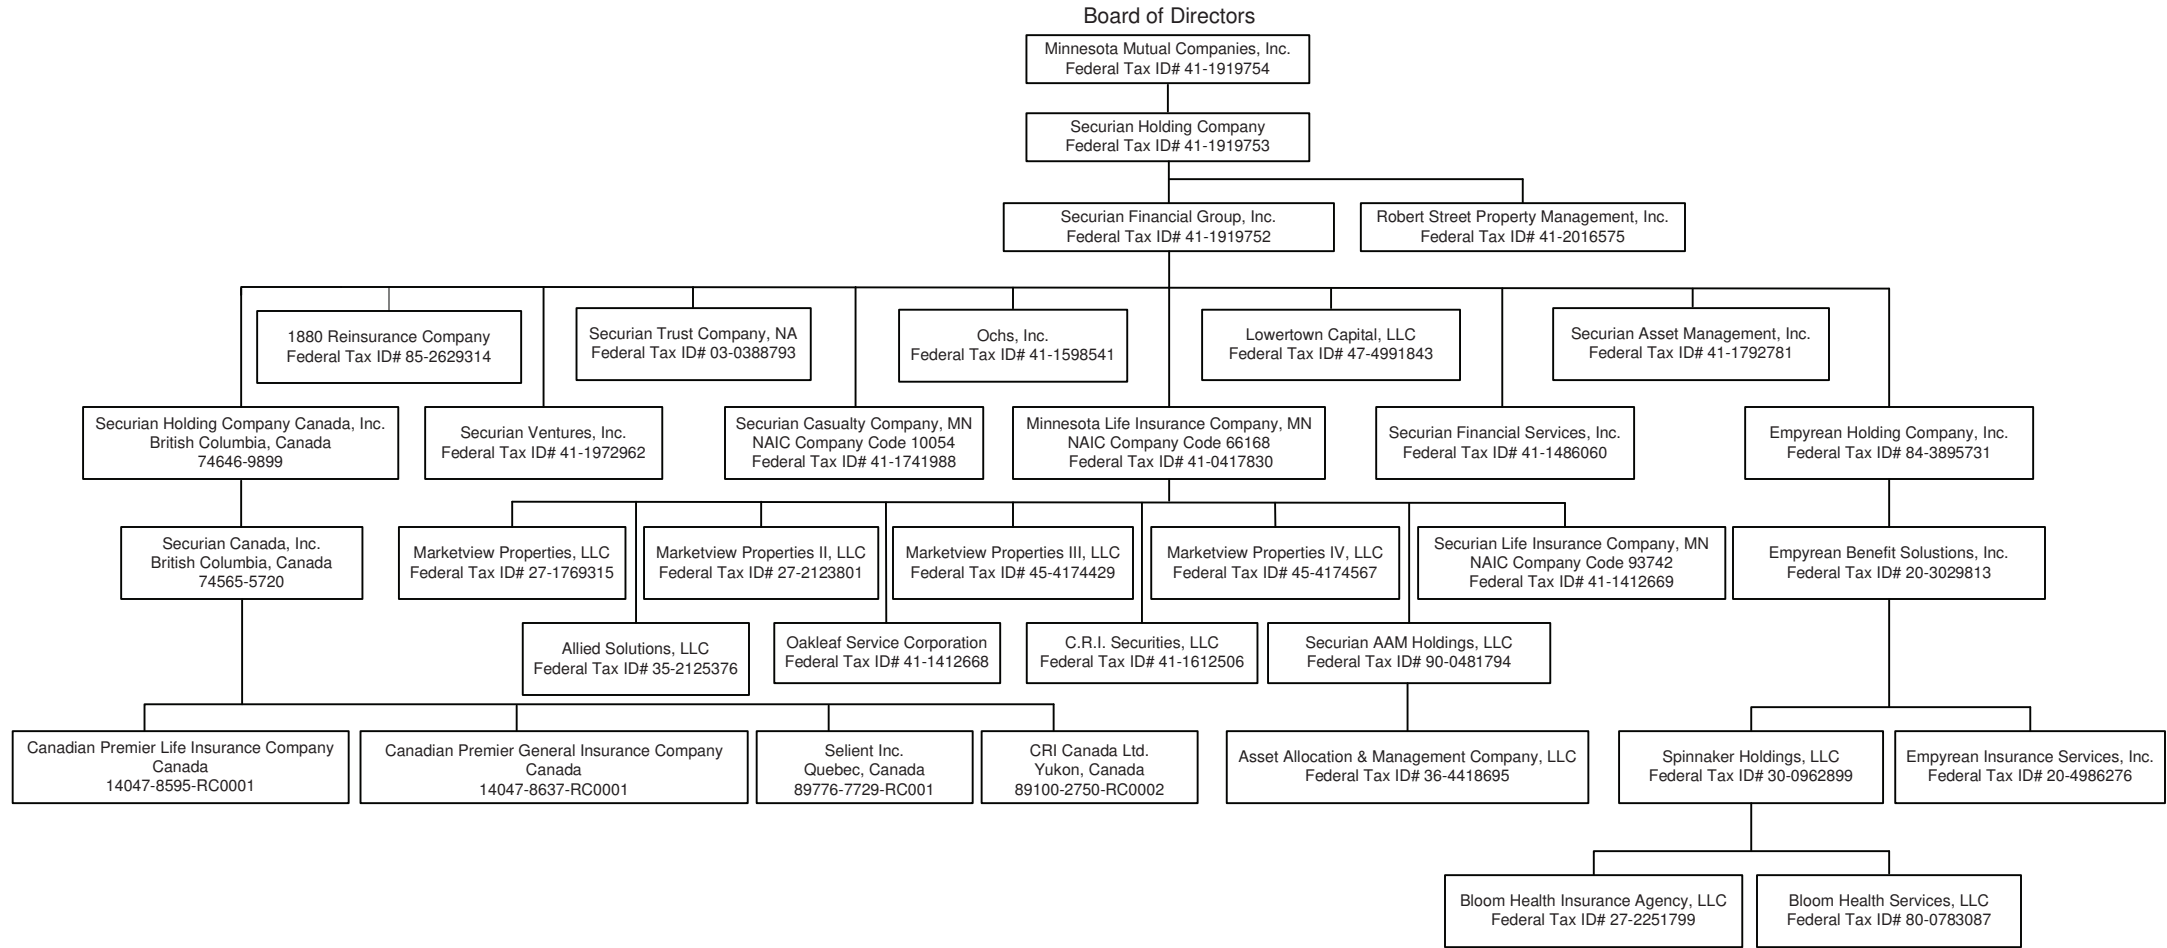 Board of Directors
Minnesota Mutual Companies, Inc.
Federal Tax ID# 41-1919754
Securian Holding Company
Federal Tax ID# 41-1919753
Securian Financial Group, Inc.
Federal Tax ID# 41-1919752
Robert Street Property Management, Inc.
Federal Tax ID# 41-2016575
1880 Reinsurance Company
Federal Tax ID# 85-2629314
Securian Trust Company, NA
Federal Tax ID# 03-0388793
Ochs, Inc.
Federal Tax ID# 41-1598541
Lowertown Capital, LLC
Federal Tax ID# 47-4991843
Securian Asset Management, Inc.
Federal Tax ID# 41-1792781
Securian Holding Company Canada, Inc.
British Columbia, Canada
74646-9899
Securian Ventures, Inc.
Federal Tax ID# 41-1972962
Securian Casualty Company, MN
NAIC Company Code 10054
Federal Tax ID# 41-1741988
Minnesota Life Insurance Company, MN
NAIC Company Code 66168
Federal Tax ID# 41-0417830
Securian Financial Services, Inc.
Federal Tax ID# 41-1486060
Empyrean Holding Company, Inc.
Federal Tax ID# 84-3895731
Securian Canada, Inc.
British Columbia, Canada
74565-5720
Marketview Properties, LLC
Federal Tax ID# 27-1769315
Marketview Properties II, LLC
Federal Tax ID# 27-2123801
Marketview Properties III, LLC
Federal Tax ID# 45-4174429
Marketview Properties IV, LLC
Federal Tax ID# 45-4174567
Securian Life Insurance Company, MN
NAIC Company Code 93742
Federal Tax ID# 41-1412669
Empyrean Benefit Solustions, Inc.
Federal Tax ID# 20-3029813
Allied Solutions, LLC
Federal Tax ID# 35-2125376
Oakleaf Service Corporation
Federal Tax ID# 41-1412668
C.R.I. Securities, LLC
Federal Tax ID# 41-1612506
Securian AAM Holdings, LLC
Federal Tax ID# 90-0481794
Canadian Premier Life Insurance Company
Canada
14047-8595-RC0001
Canadian Premier General Insurance Company
Canada
14047-8637-RC0001
Selient Inc.
Quebec, Canada
89776-7729-RC001
CRI Canada Ltd.
Yukon, Canada
89100-2750-RC0002
Asset Allocation & Management Company, LLC
Federal Tax ID# 36-4418695
Spinnaker Holdings, LLC
Federal Tax ID# 30-0962899
Empyrean Insurance Services, Inc.
Federal Tax ID# 20-4986276
Bloom Health Insurance Agency, LLC
Federal Tax ID# 27-2251799
Bloom Health Services, LLC
Federal Tax ID# 80-0783087